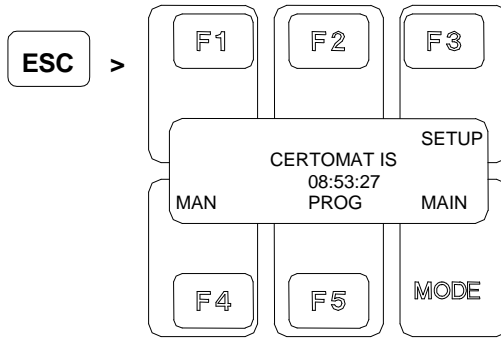 F1 F2 F3
ESC >
SETUP
CERTOMAT IS
08:53:27
MAN PROG MAIN
F4 F5 MODE